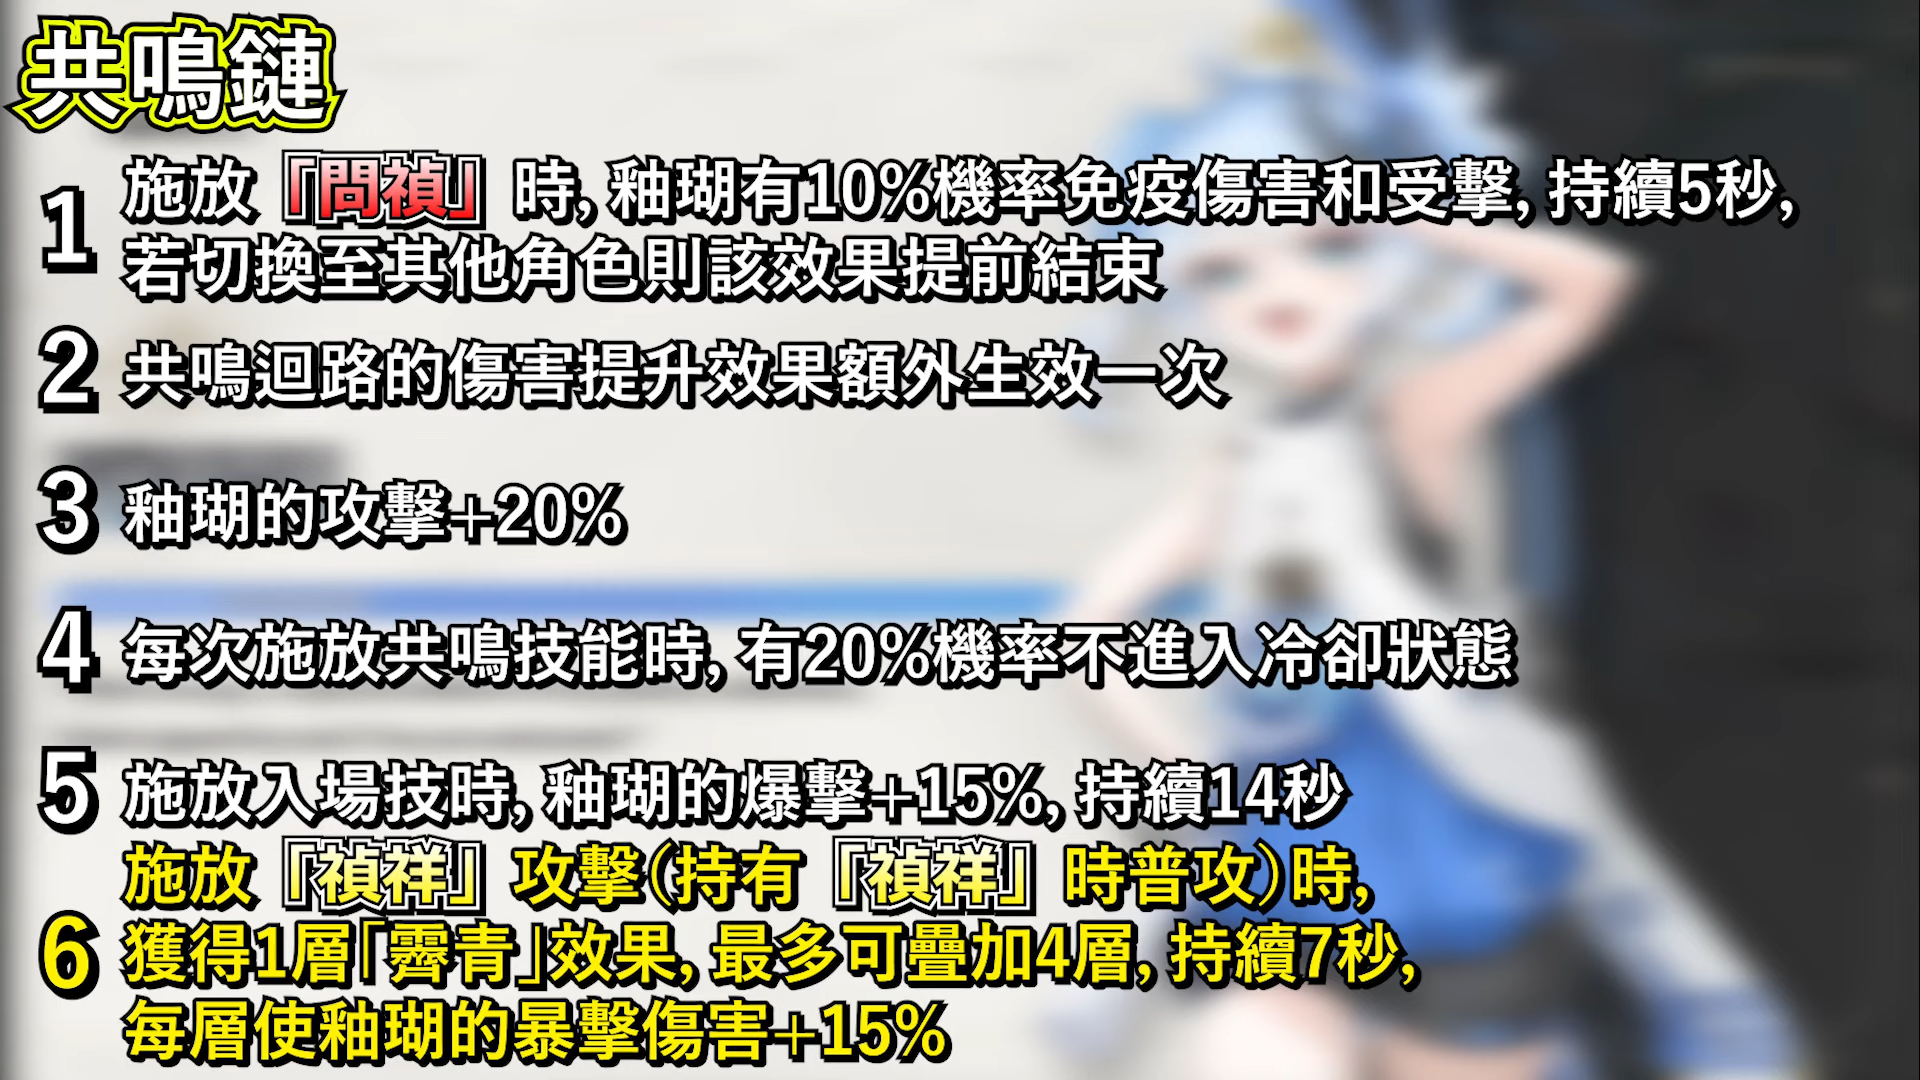 共鳴鏈
1 施放『問禎』時, 釉瑚有10%機率免疫傷害和受擊, 持續5秒,
若切換至其他角色則該效果提前結束
2 共鳴迴路的傷害提升效果額外生效一次
3 釉瑚的攻擊+20%
4 每次施放共鳴技能時, 有20%機率不進入冷卻狀態
5 施放入場技時, 釉瑚的爆擊+15%, 持續14秒
施放『禎祥』攻擊(持有『禎祥』時普攻)時,
6 獲得1層「霽青」效果, 最多可疊加4層, 持續7秒,
每層使釉瑚的暴擊傷害+15%